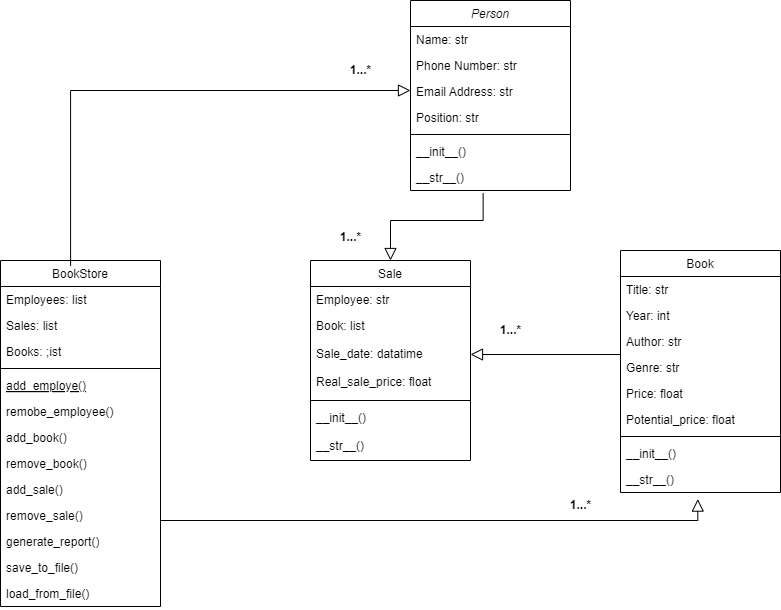 Person
Name: str
Phone Number: str
Email Address: str
Position: str
__init__()
__str__()
1...*
1...*
BookStore
Employees: list
Sales: list
Books: ;ist
add_employe()
remobe_employee()
add_book()
remove_book()
add_sale()
remove_sale()
generate_report()
save_to_file()
load_from_file()
Sale
Employee: str
Book: list
Sale_date: datatime
Real_sale_price: float
__init__()
__str__()
1...*
Book
Title: str
Year: int
Author: str
Genre: str
Price: float
Potential_price: float
__init__()
__str__()
1...*